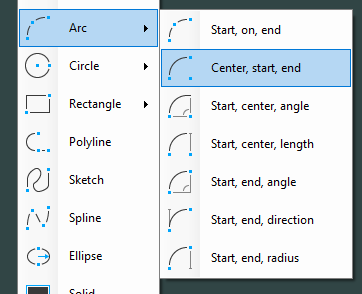 Arc
Circle
Rectangle
Polyline
Sketch
Spline
Ellipse
Solid
Start, on, end
Center, start, end
Start, center, angle
Start, center, length
Start, end, angle
Start, end, direction
Start, end, radius